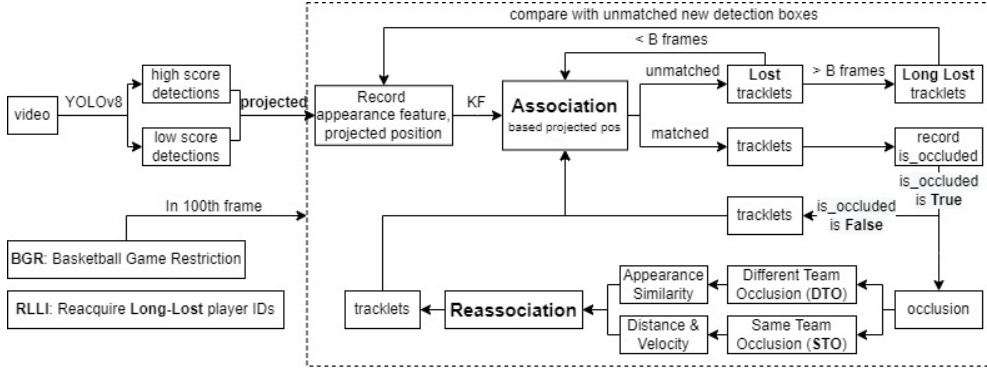 compare with unmatched new detection boxes
< B frames
high score
detections
YOLOv8
video
low score
detections
projected
Record
appearance feature,
projected position
KF
Association
based projected pos
unmatched
Lost
tracklets
> B frames
Long Lost
tracklets
matched
tracklets
record
is_occluded
is_occluded
is True
tracklets
is_occluded
is False
In 100th frame
BGR: Basketball Game Restriction
RLLI: Reacquire Long-Lost player IDs
tracklets
Reassociation
Appearance
Similarity
Different Team
Occlusion (DTO)
Distance &
Velocity
Same Team
Occlusion (STO)
occlusion